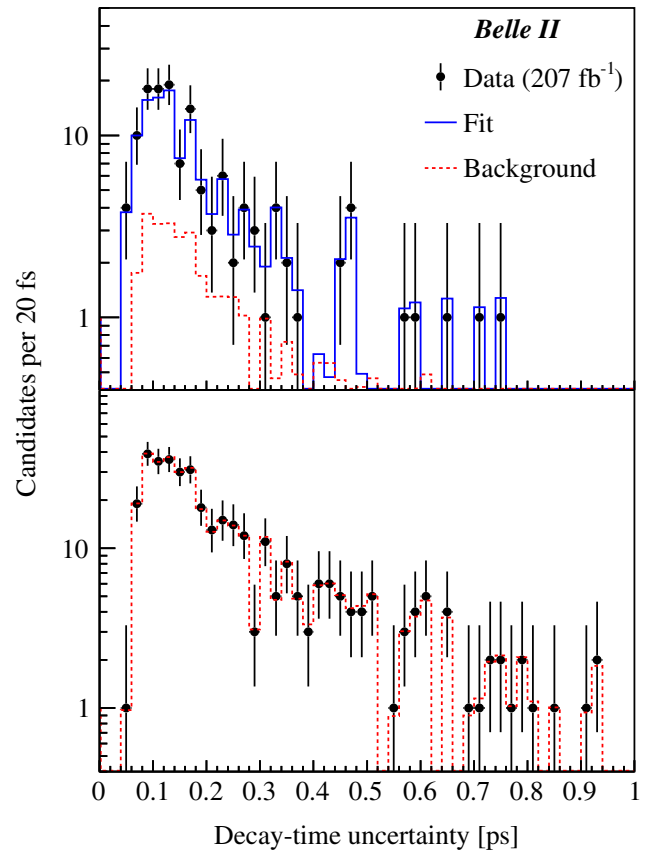 Belle II
Data (207 fb⁻¹)
Fit
Background
10
1
Candidates per 20 fs
10
1
0 0.1 0.2 0.3 0.4 0.5 0.6 0.7 0.8 0.9 1
Decay-time uncertainty [ps]